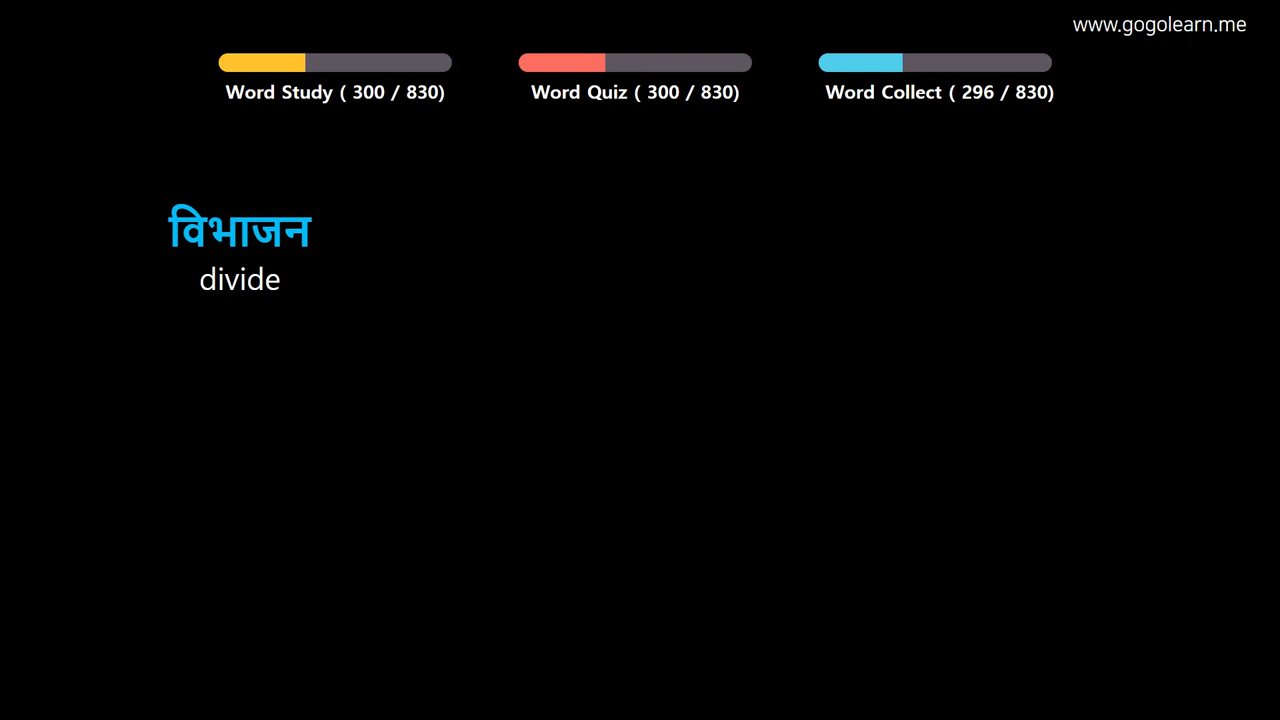 www.gogolearn.me
Word Study ( 300 / 830)
Word Quiz ( 300 / 830)
Word Collect ( 296 / 830)
विभाजन
divide